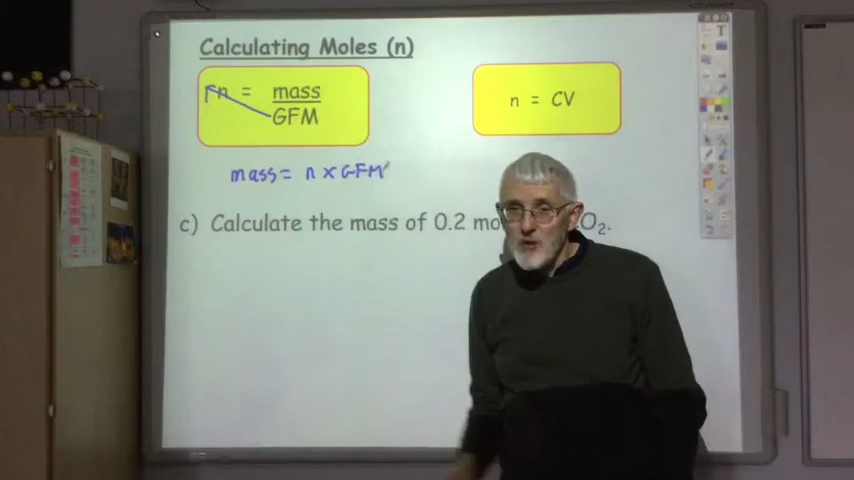 Calculating Moles (n)
n = mass
GFM
n = CV
mass = n x GFM
c) Calculate the mass of 0.2 mo O₂.